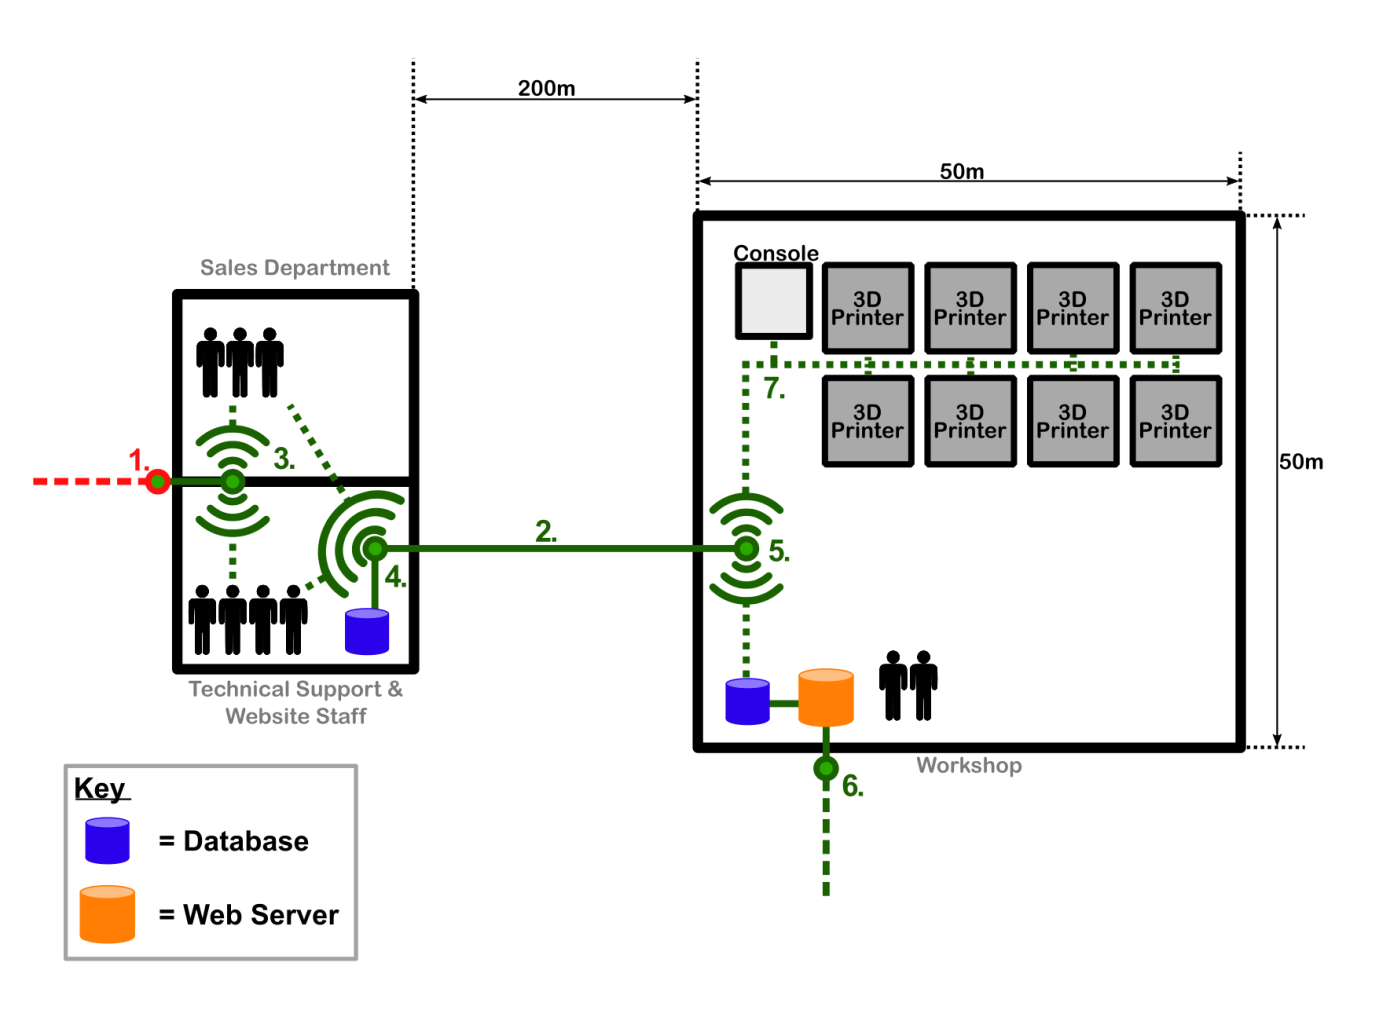 200m
50m
Console
Sales Department
3D
Printer
3D
Printer
3D
Printer
3D
Printer
7.
3D
Printer
3D
Printer
3D
Printer
3D
Printer
1.
3.
50m
2.
5.
4.
Technical Support &
Website Staff
Workshop
6.
Key
= Database
= Web Server